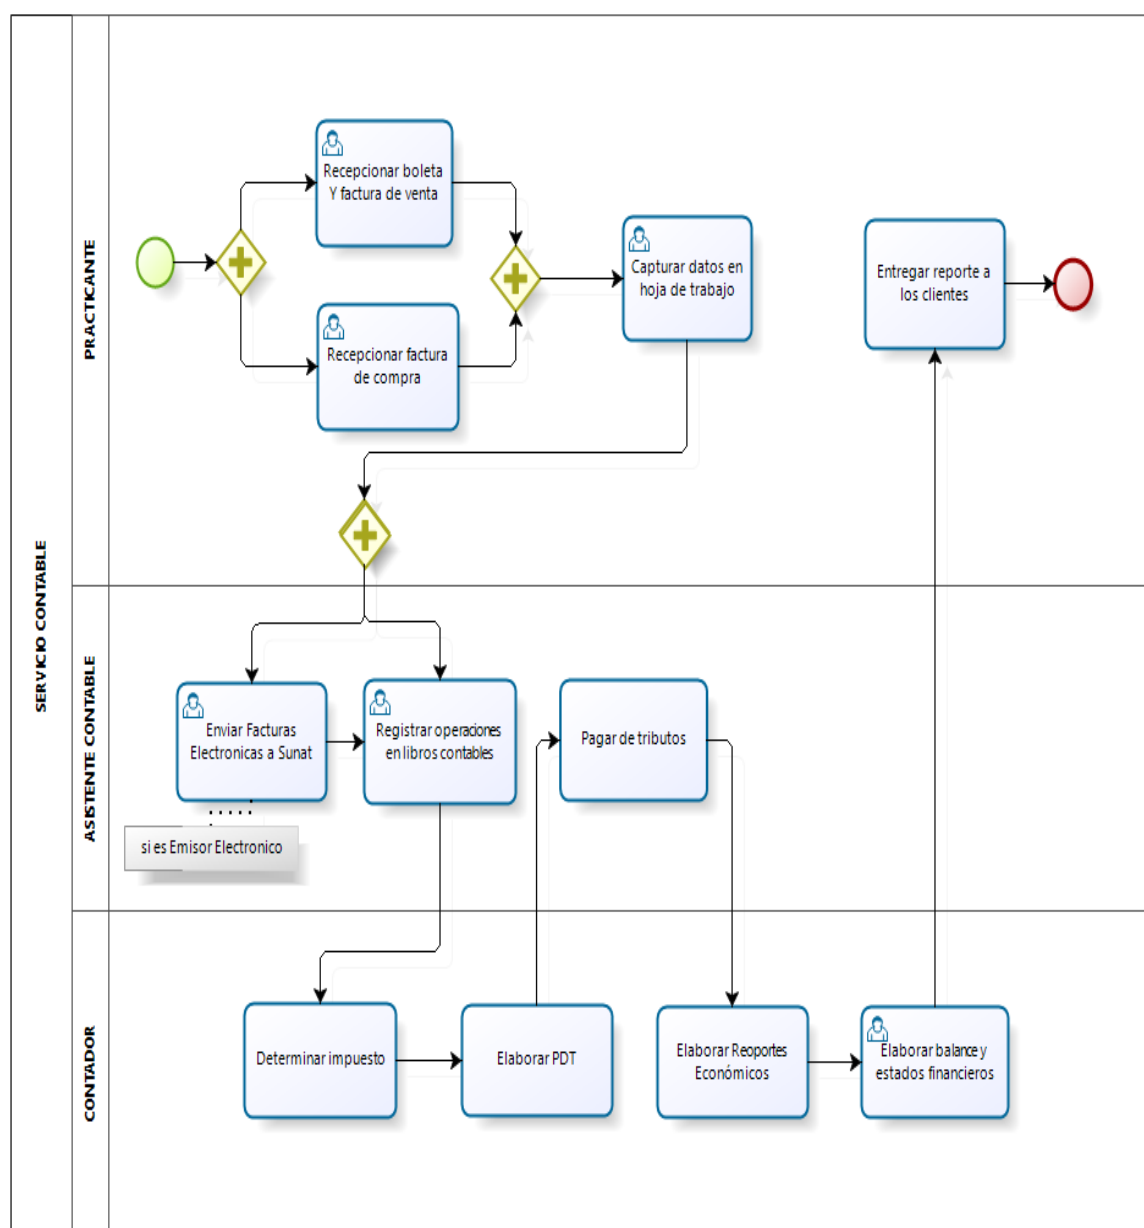 SERVICIO CONTABLE
PRACTICANTE
Recepcionar boleta
Y factura de venta
Recepcionar factura
de compra
Capturar datos en
hoja de trabajo
Entregar reporte a
los clientes
ASISTENTE CONTABLE
Enviar Facturas
Electronicas a Sunat
si es Emisor Electronico
Registrar operaciones
en libros contables
Pagar de tributos
CONTADOR
Determinar impuesto
Elaborar PDT
Elaborar Reoportes
Económicos
Elaborar balance y
estados financieros